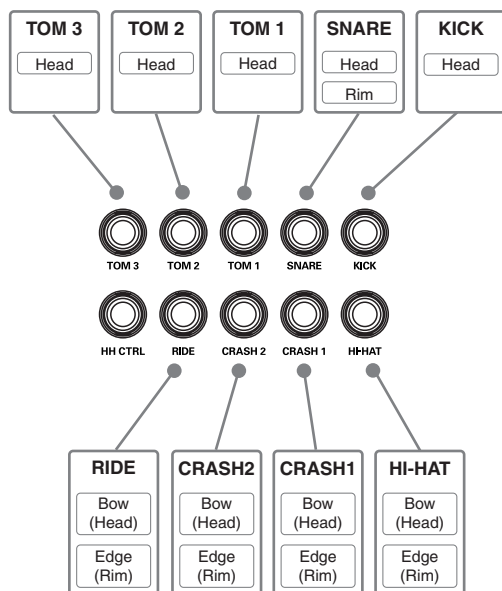 TOM 3 TOM 2 TOM 1 SNARE KICK
Head Head Head Head Head
Rim
TOM 3 TOM 2 TOM 1 SNARE KICK
HH CTRL RIDE CRASH 2 CRASH 1 HI-HAT
RIDE CRASH2 CRASH1 HI-HAT
Bow Bow Bow Bow
(Head) (Head) (Head) (Head)
Edge Edge Edge Edge
(Rim) (Rim) (Rim) (Rim)